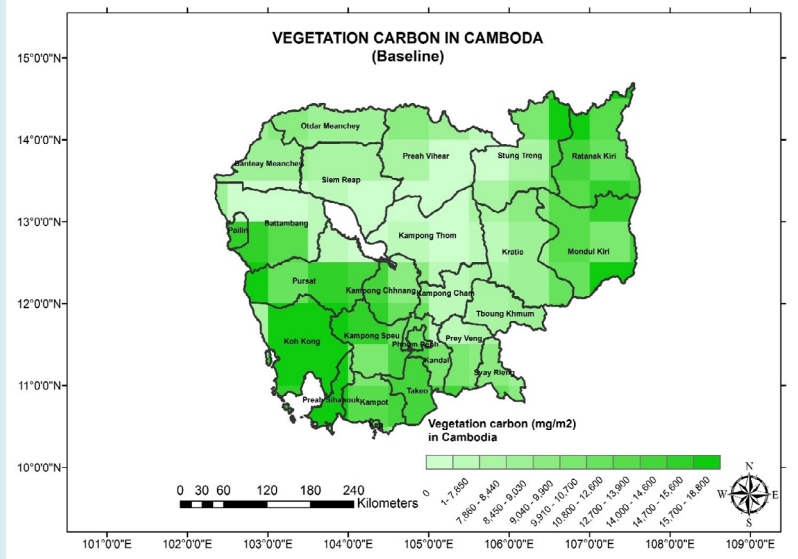 VEGETATION CARBON IN CAMBODA
(Baseline)
15°0'0"N
14°0'0"N
13°0'0"N
12°0'0"N
11°0'0"N
10°0'0"N
Otdar Meanchey
Banteay Meanchey
Siem Reap
Preah Vihear
Stung Treng
Ratanak Kiri
Battambang
Pailin
Kampong Thom
Kratie
Mondul Kiri
Pursat
Kampong Chhnang
Kampong Cham
Tboung Khmum
Koh Kong
Kampong Speu
Phnum Penh
Prey Veng
Kandal
Svay Rieng
Takeo
Preah Sihanouk
Kampot
Kep
Vegetation carbon (mg/m2)
in Cambodia
0
1-7,850
7,860 - 8,440
8,450 - 9,030
9,040 - 9,900
9,910 - 10,700
10,800 - 12,600
12,700 - 13,900
14,000 - 14,600
14,700 - 15,600
15,700 - 18,800
0 30 60 120 180 240
Kilometers
N
W E
S
101°0'0"E 102°0'0"E 103°0'0"E 104°0'0"E 105°0'0"E 106°0'0"E 107°0'0"E 108°0'0"E 109°0'0"E